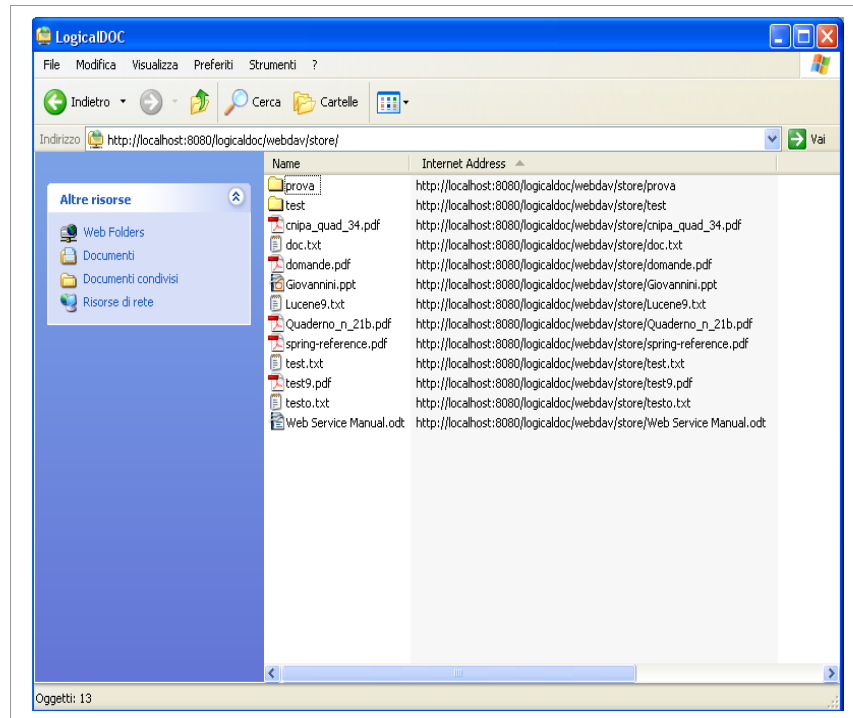 LogicalDOC
File Modifica Visualizza Preferiti Strumenti ?
Indietro Cerca Cartelle
Indirizzo http://localhost:8080/logicaldoc/webdav/store/ Vai
Name Internet Address
Altre risorse
Web Folders
Documenti
Documenti condivisi
Risorse di rete
prova http://localhost:8080/logicaldoc/webdav/store/prova
test http://localhost:8080/logicaldoc/webdav/store/test
cnipa_quad_34.pdf http://localhost:8080/logicaldoc/webdav/store/cnipa_quad_34.pdf
doc.txt http://localhost:8080/logicaldoc/webdav/store/doc.txt
domande.pdf http://localhost:8080/logicaldoc/webdav/store/domande.pdf
Giovannini.ppt http://localhost:8080/logicaldoc/webdav/store/Giovannini.ppt
Lucene9.txt http://localhost:8080/logicaldoc/webdav/store/Lucene9.txt
Quaderno_n_21b.pdf http://localhost:8080/logicaldoc/webdav/store/Quaderno_n_21b.pdf
spring-reference.pdf http://localhost:8080/logicaldoc/webdav/store/spring-reference.pdf
test.txt http://localhost:8080/logicaldoc/webdav/store/test.txt
test9.pdf http://localhost:8080/logicaldoc/webdav/store/test9.pdf
testo.txt http://localhost:8080/logicaldoc/webdav/store/testo.txt
Web Service Manual.odt http://localhost:8080/logicaldoc/webdav/store/Web Service Manual.odt
Oggetti: 13